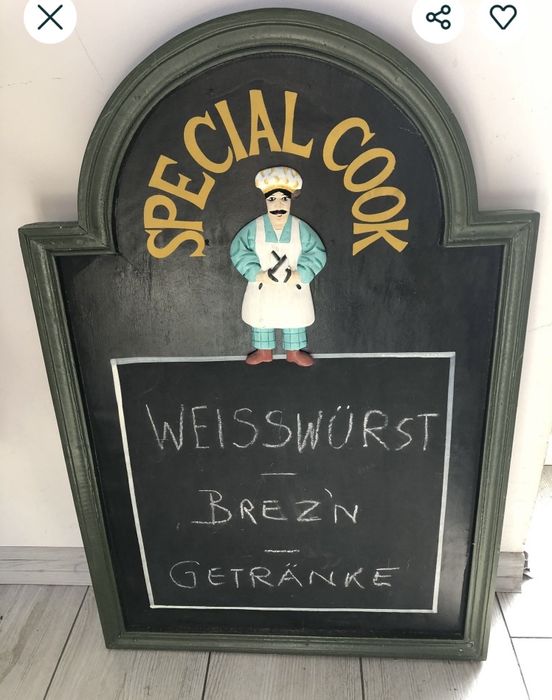 SPECIAL COOK
WEISSWÜRST
–
BREZ'N
–
GETRÄNKE